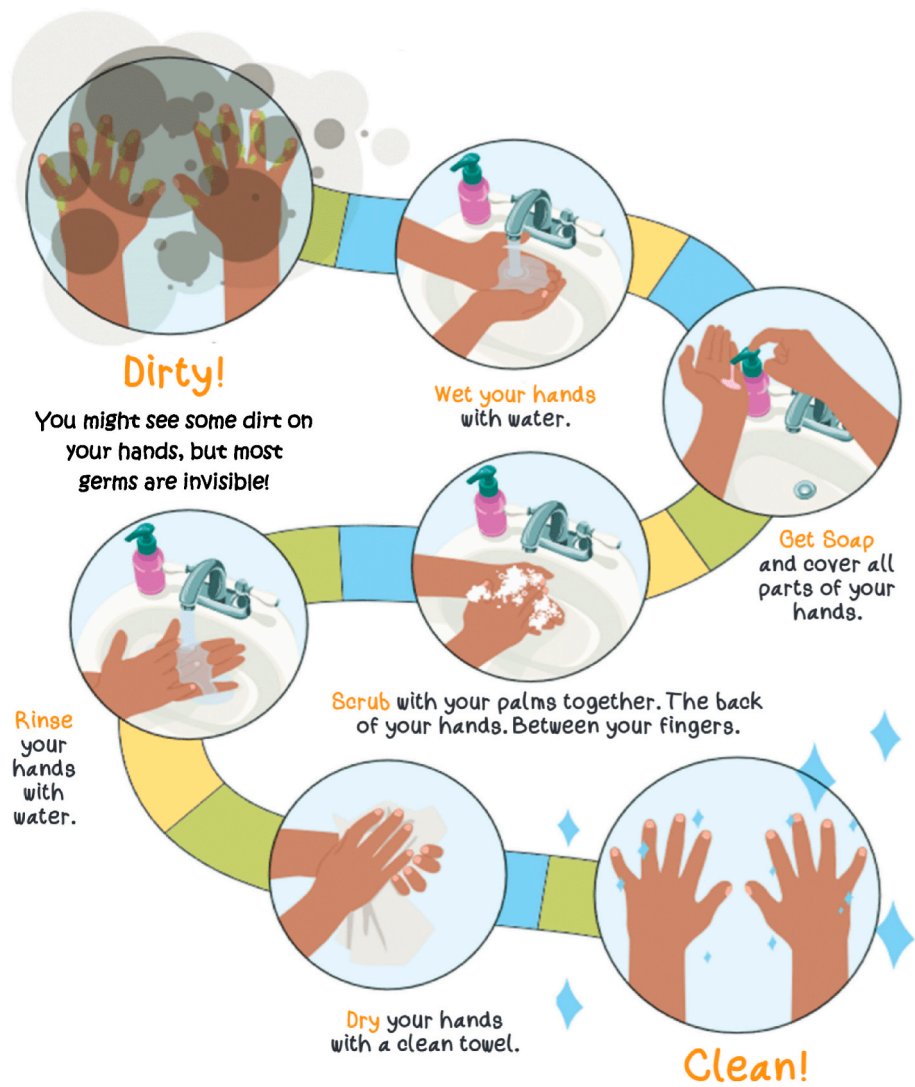 Dirty!
You might see some dirt on
your hands, but most
germs are invisible!
Wet your hands
with water.
Get Soap
and cover all
parts of your
hands.
Scrub with your palms together. The back
of your hands. Between your fingers.
Rinse
your
hands
with
water.
Dry your hands
with a clean towel.
Clean!